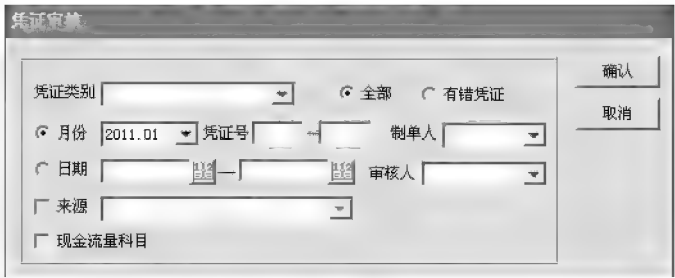 凭证审核
凭证类别 全部 有错凭证 确认
月份 2011.01 凭证号 制单人 取消
日期 — 审核人
来源
现金流量科目